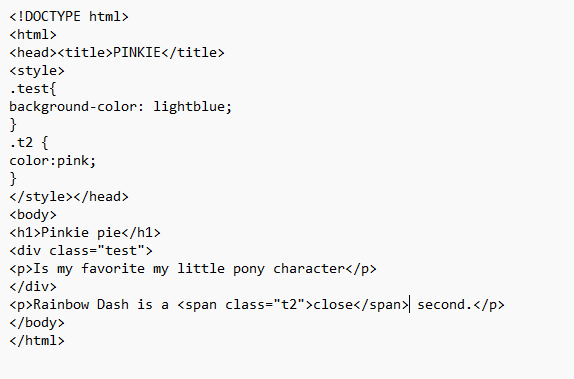 <!DOCTYPE html>
<html>
<head><title>PINKIE</title>
<style>
.test{
background-color: lightblue;
}
.t2 {
color:pink;
}
</style></head>
<body>
<h1>Pinkie pie</h1>
<div class="test">
<p>Is my favorite my little pony character</p>
</div>
<p>Rainbow Dash is a <span class="t2">close</span> second.</p>
</body>
</html>